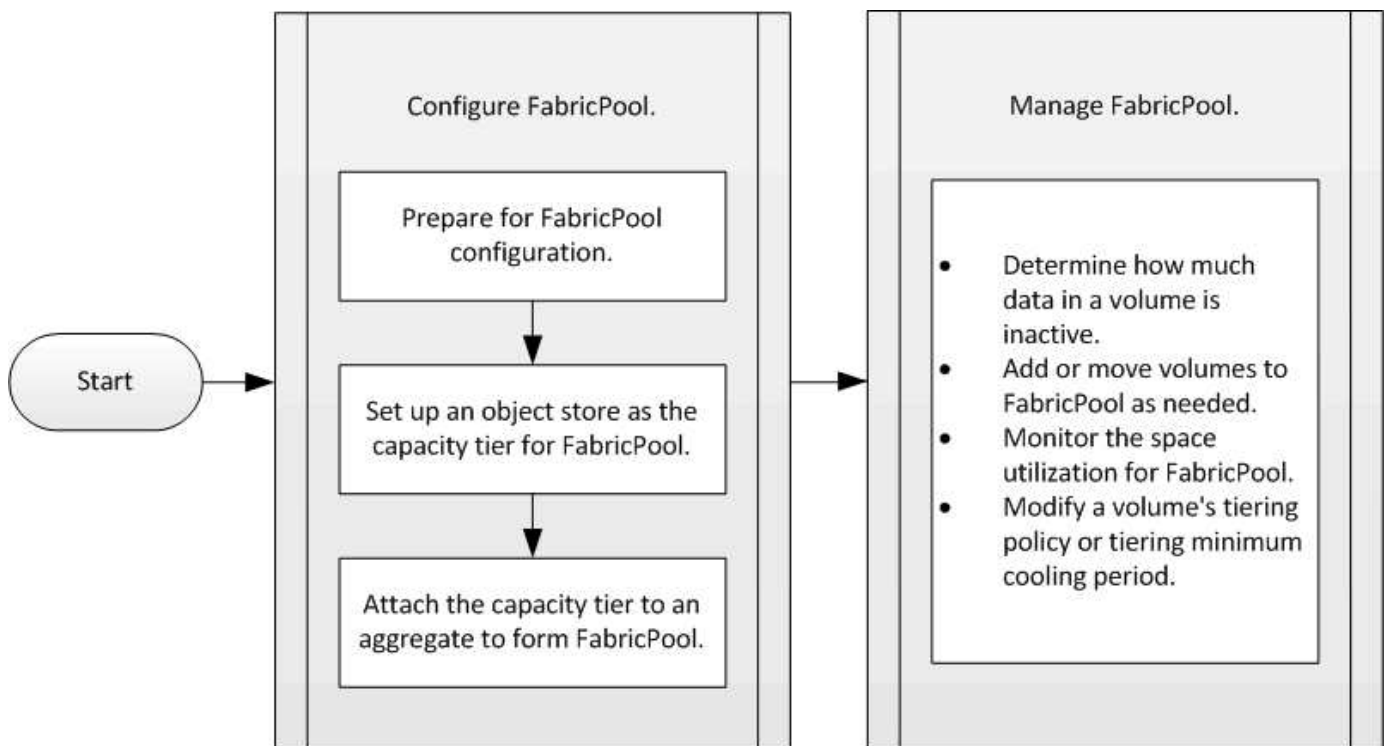 Start
Configure FabricPool.
Prepare for FabricPool
configuration.
Set up an object store as the
capacity tier for FabricPool.
Attach the capacity tier to an
aggregate to form FabricPool.
Manage FabricPool.
• Determine how much
data in a volume is
inactive.
• Add or move volumes to
FabricPool as needed.
• Monitor the space
utilization for FabricPool.
• Modify a volume's tiering
policy or tiering minimum
cooling period.